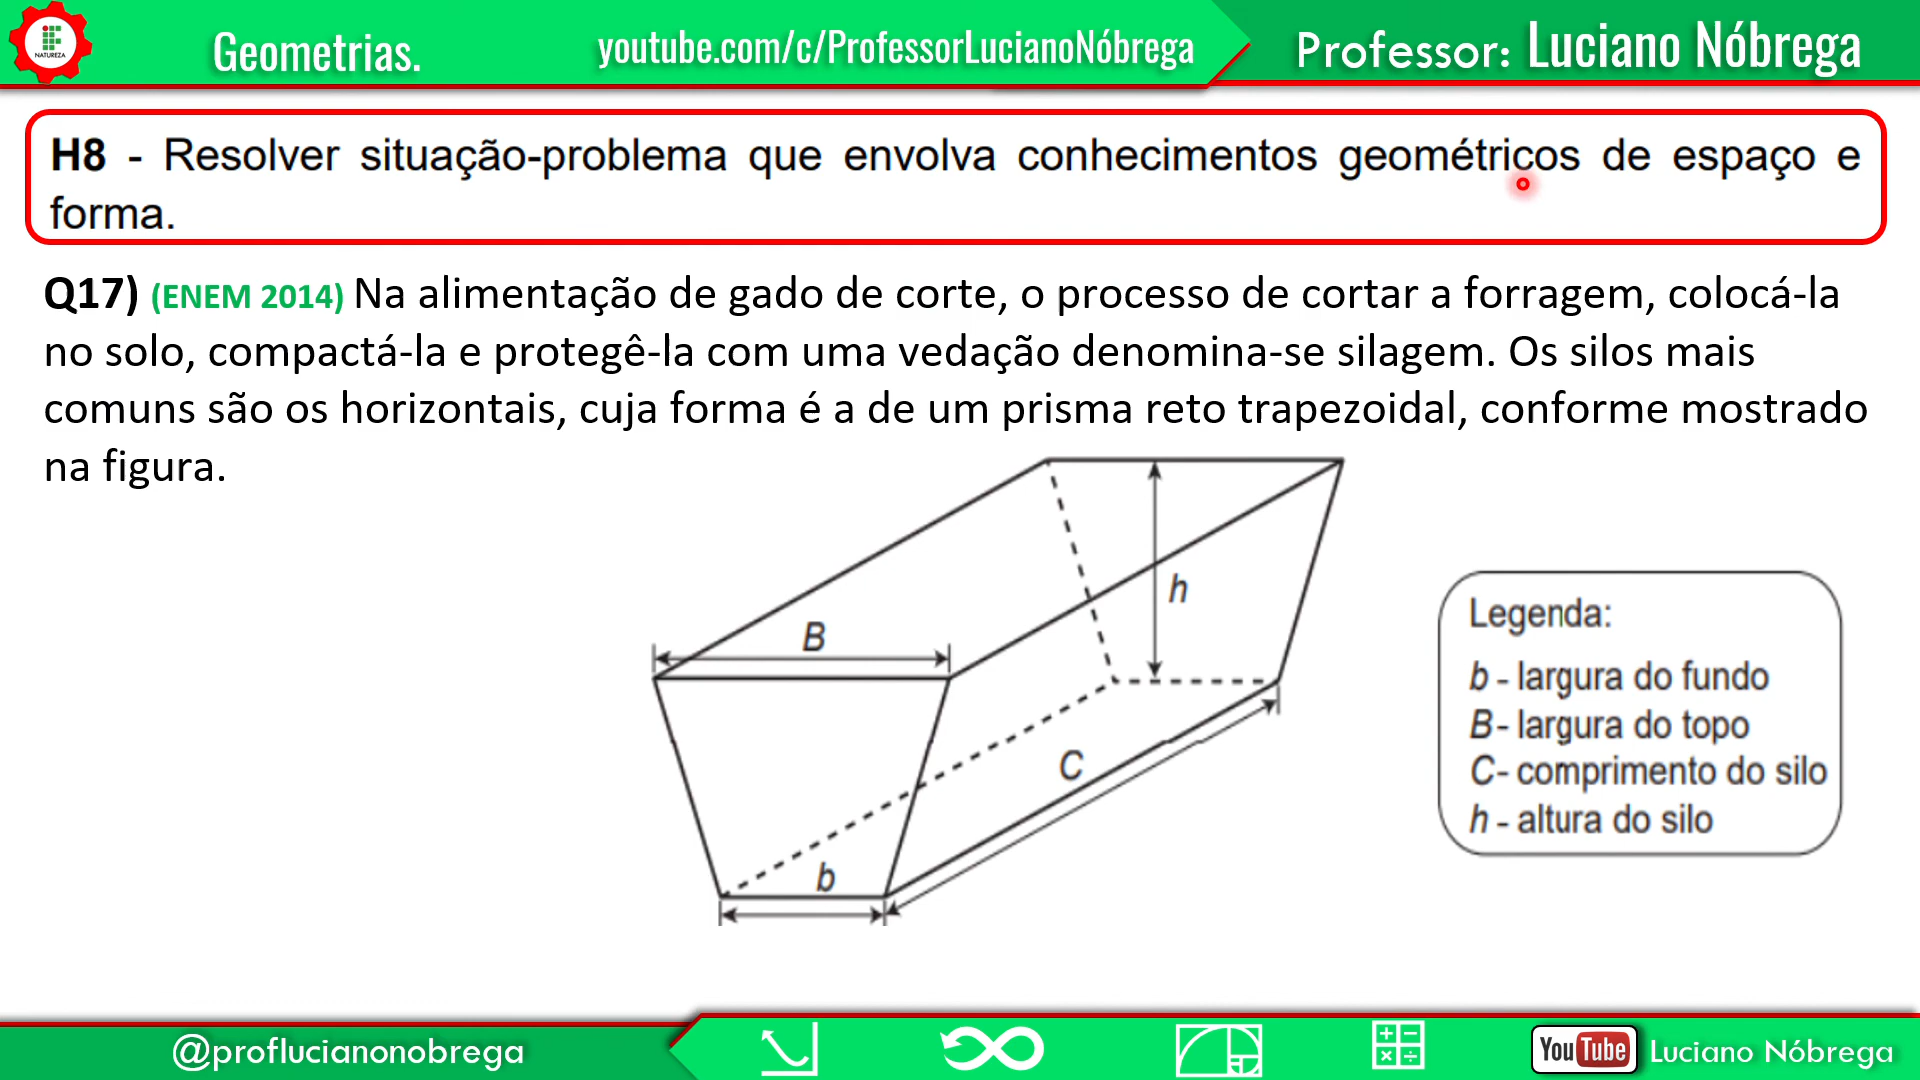 NATUREZA
Geometrias.
youtube.com/c/ProfessorLucianoNóbrega
Professor: Luciano Nóbrega
H8 - Resolver situação-problema que envolva conhecimentos geométricos de espaço e
forma.
Q17) (ENEM 2014) Na alimentação de gado de corte, o processo de cortar a forragem, colocá-la
no solo, compactá-la e protegê-la com uma vedação denomina-se silagem. Os silos mais
comuns são os horizontais, cuja forma é a de um prisma reto trapezoidal, conforme mostrado
na figura.
h
B
C
b
Legenda:
b - largura do fundo
B - largura do topo
C - comprimento do silo
h - altura do silo
@proflucianonobrega
+ −
× ÷
YouTube
Luciano Nóbrega